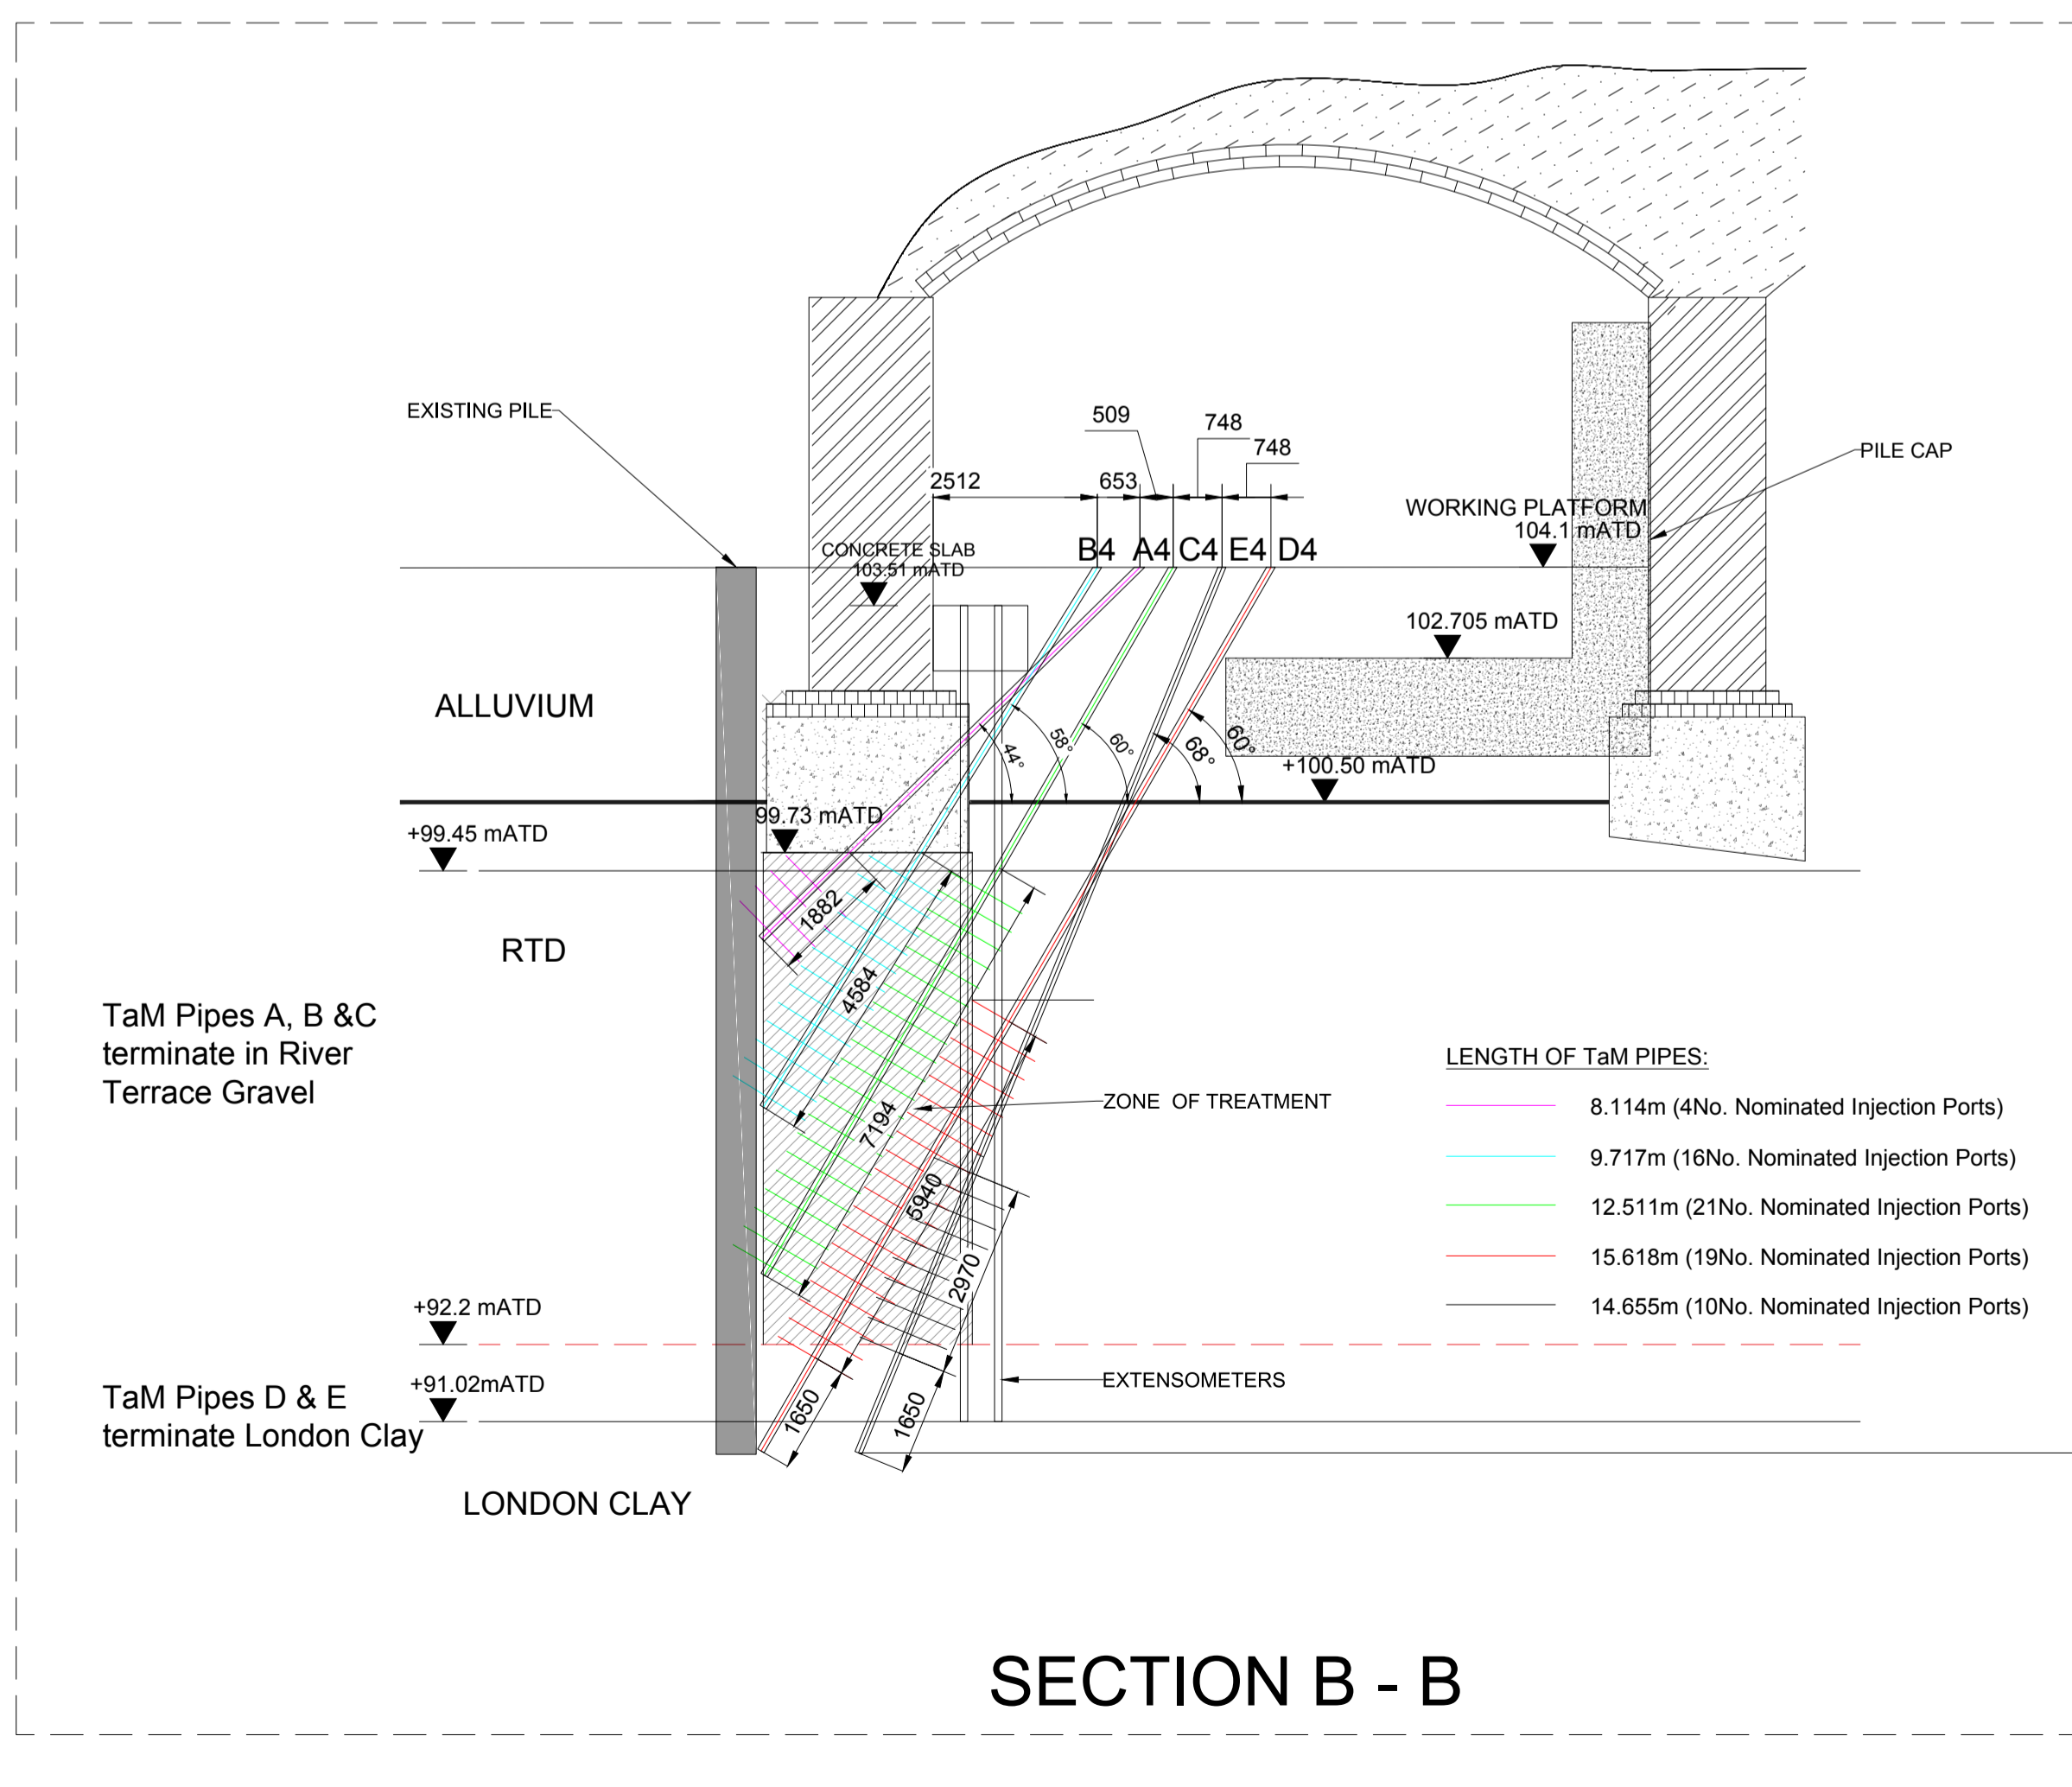 EXISTING PILE
509
748
748
2512
653
PILE CAP
WORKING PLATFORM
104.1 mATD
CONCRETE SLAB
103.51 mATD
B4 A4 C4 E4 D4
102.705 mATD
ALLUVIUM
44°
58°
60°
68°
60°
+100.50 mATD
99.73 mATD
+99.45 mATD
1882
RTD
4584
TaM Pipes A, B &C
terminate in River
Terrace Gravel
7194
ZONE OF TREATMENT
LENGTH OF TaM PIPES:
8.114m (4No. Nominated Injection Ports)
9.717m (16No. Nominated Injection Ports)
12.511m (21No. Nominated Injection Ports)
15.618m (19No. Nominated Injection Ports)
14.655m (10No. Nominated Injection Ports)
5940
2970
+92.2 mATD
+91.02mATD
TaM Pipes D & E
terminate London Clay
EXTENSOMETERS
1650
1650
LONDON CLAY
SECTION B - B